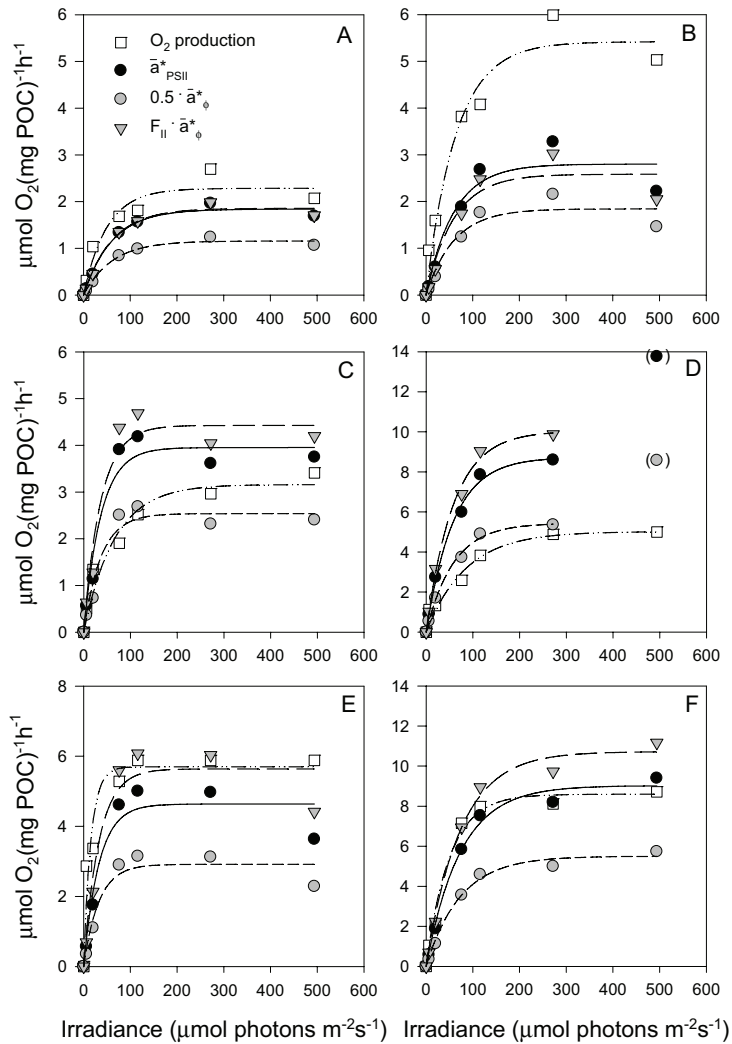 A
O₂ production
ā*PSII
0.5 · ā*ϕ
FII · ā*ϕ
6
5
4
3
2
1
0
0 100 200 300 400 500 600
μmol O₂(mg POC)⁻¹h⁻¹
B
6
5
4
3
2
1
0
0 100 200 300 400 500 600
C
6
5
4
3
2
1
0
0 100 200 300 400 500 600
μmol O₂(mg POC)⁻¹h⁻¹
D
( )
( )
14
12
10
8
6
4
2
0
0 100 200 300 400 500 600
E
8
6
4
2
0
0 100 200 300 400 500 600
μmol O₂(mg POC)⁻¹h⁻¹
Irradiance (μmol photons m⁻²s⁻¹)
F
14
12
10
8
6
4
2
0
0 100 200 300 400 500 600
Irradiance (μmol photons m⁻²s⁻¹)